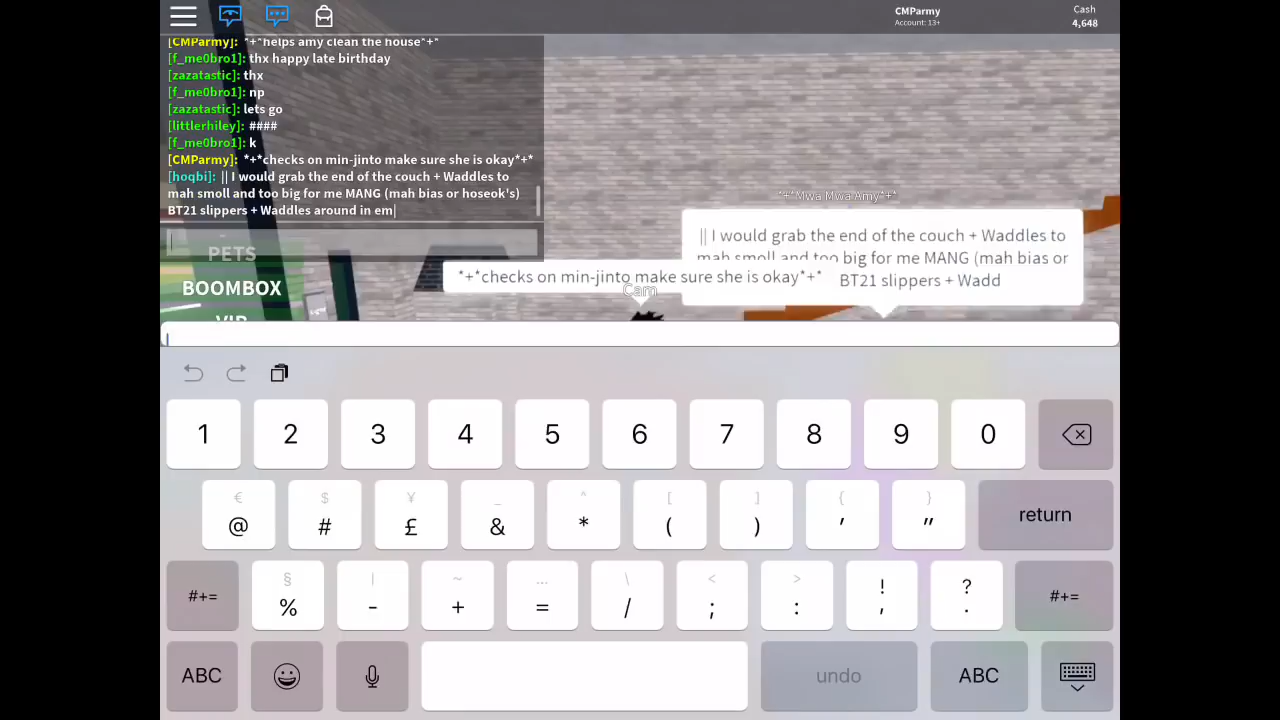 CMParmy
Account: 13+
Cash
4,648
[CMParmy]: *+*helps amy clean the house*+*
[f_me0bro1]: thx happy late birthday
[zazatastic]: thx
[f_me0bro1]: np
[zazatastic]: lets go
[littlerhiley]: ####
[f_me0bro1]: k
[CMParmy]: *+*checks on min-jinto make sure she is okay*+*
[hoqbi]: || I would grab the end of the couch + Waddles to
mah smoll and too big for me MANG (mah bias or hoseok's)
BT21 slippers + Waddles around in em|
PETS
BOOMBOX
VIP
*+*Mwa Mwa Amy*+*
|| I would grab the end of the couch + Waddles to
mah smoll and too big for me MANG (mah bias or
BT21 slippers + Wadd
*+*checks on min-jinto make sure she is okay*+*
Cam
1 2 3 4 5 6 7 8 9 0
€ $ ¥ _ ^ [ ] { }
@ # £ & * ( ) ' " return
§ | ~ ... \ < > ! ?
#+= % - + = / ; : , . #+=
ABC undo ABC